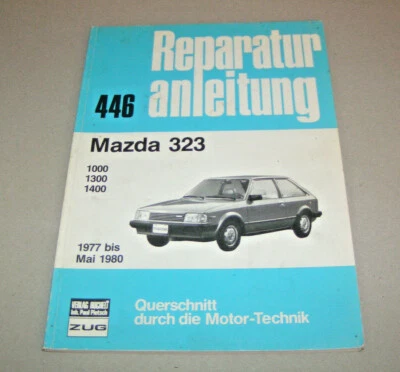 Reparatur
446 anleitung
Mazda 323
1000
1300
1400
1977 bis
Mai 1980
VERLAG BUCHELI
Inh. Paul Pietsch
ZUG
Querschnitt
durch die Motor-Technik